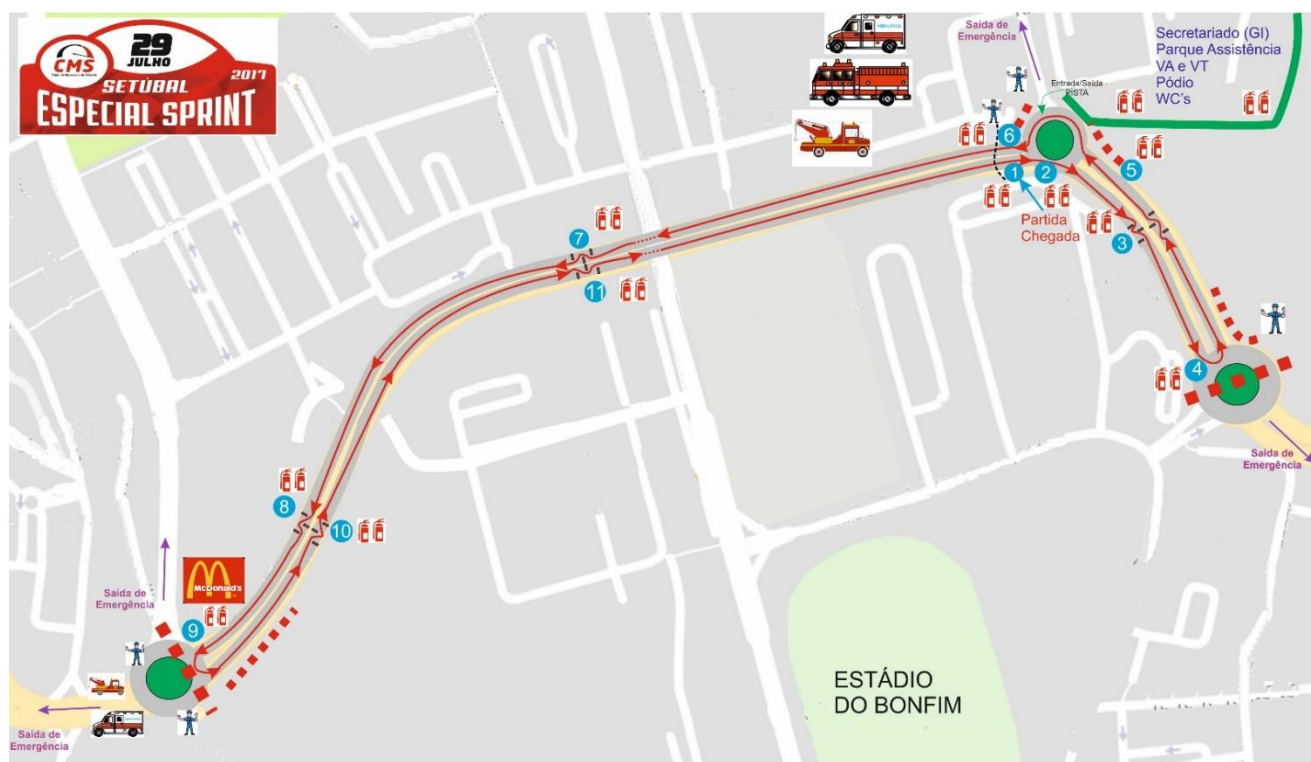 29
JULHO
CMS
2017
SETÚBAL
ESPECIAL SPRINT
AMBULANCE
Saída de
Emergência
Secretariado (GI)
Parque Assistência
VA e VT
Pódio
WC's
Entrada/Saída
PISTA
6
5
1
2
Partida
Chegada
3
7
11
4
Saída de
Emergência
8
10
McDonald's
Saída de
Emergência
9
ESTÁDIO
DO BONFIM
Saída de
Emergência